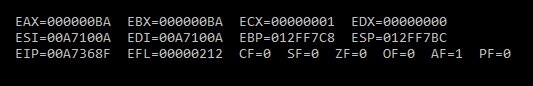 EAX=000000BA  EBX=000000BA  ECX=00000001  EDX=00000000
ESI=00A7100A  EDI=00A7100A  EBP=012FF7C8  ESP=012FF7BC
EIP=00A7368F  EFL=00000212  CF=0  SF=0  ZF=0  OF=0  AF=1  PF=0